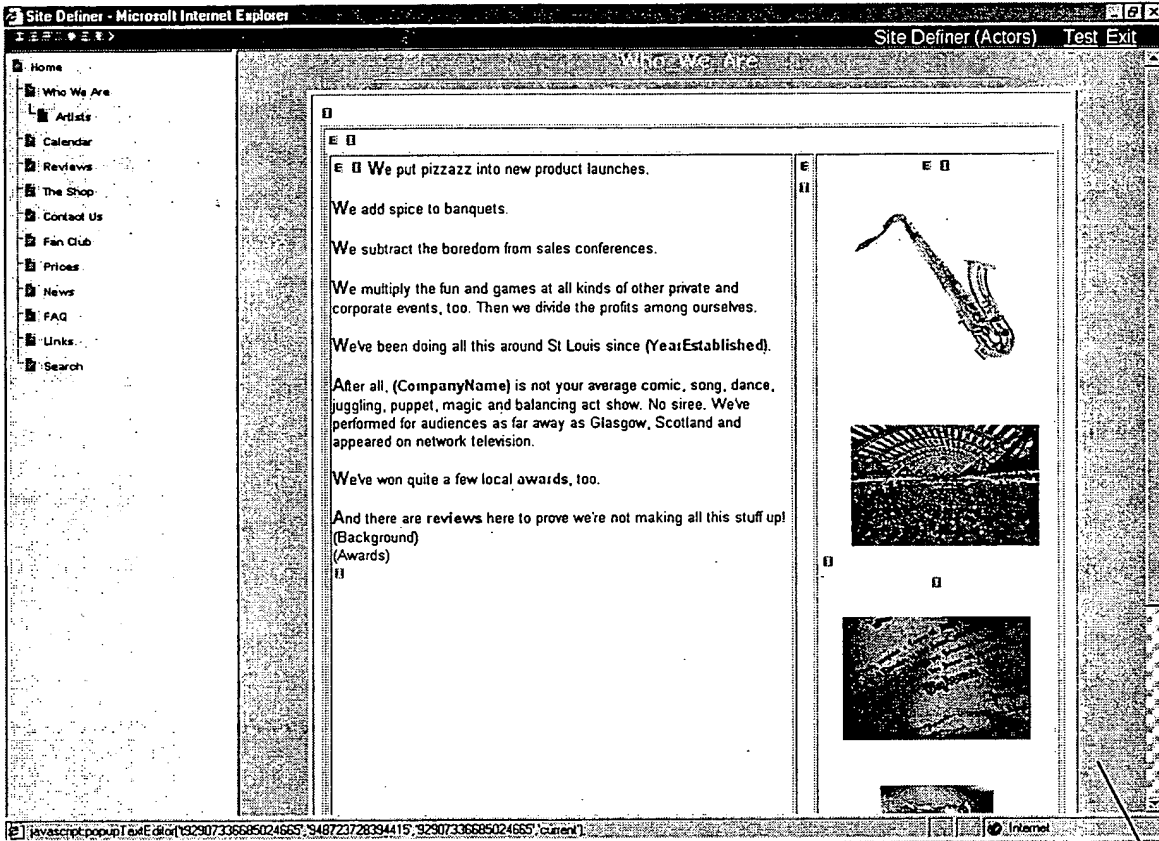 Site Definer - Microsoft Internet Explorer
Site Definer (Actors) Test Exit
Home
Who We Are
Artists
Calendar
Reviews
The Shop
Contact Us
Fan Club
Prices
News
FAQ
Links
Search
Who We Are
I
E I
E I We put pizzazz into new product launches.
We add spice to banquets.
We subtract the boredom from sales conferences.
We multiply the fun and games at all kinds of other private and
corporate events, too. Then we divide the profits among ourselves.
We've been doing all this around St Louis since (YearEstablished).
After all, (CompanyName) is not your average comic, song, dance,
juggling, puppet, magic and balancing act show. No siree. We've
performed for audiences as far away as Glasgow, Scotland and
appeared on network television.
We've won quite a few local awards, too.
And there are reviews here to prove we're not making all this stuff up!
(Background)
(Awards)
I
E
I
E I
I
I
javascript:popupTextEditor('t92907336685024665','948723728394415','92907336685024665','current')
Internet